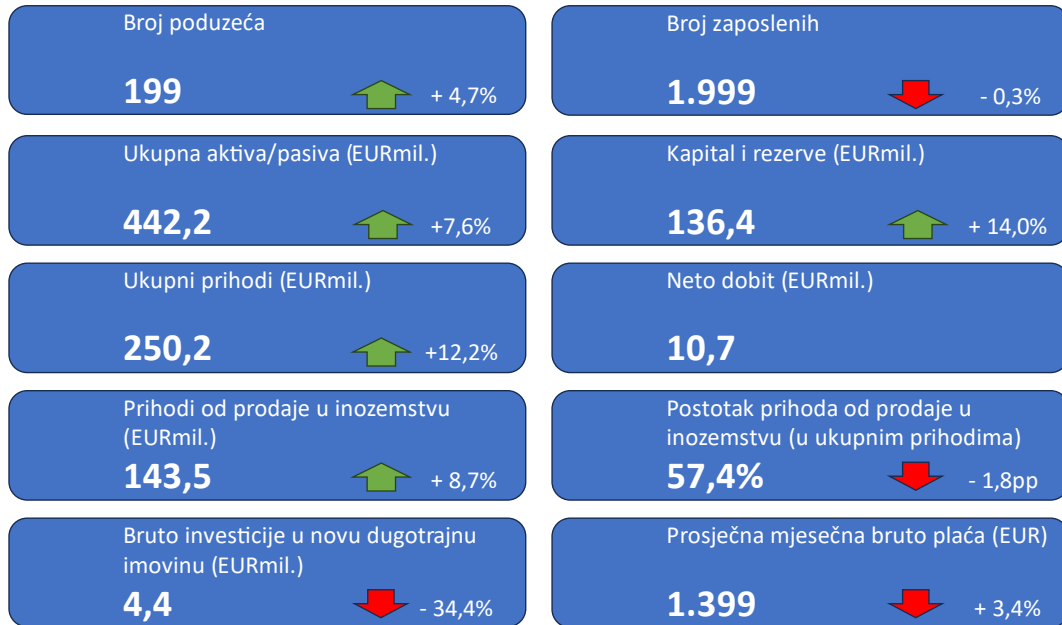 Broj poduzeća
199 + 4,7%
Broj zaposlenih
1.999 - 0,3%
Ukupna aktiva/pasiva (EURmil.)
442,2 +7,6%
Kapital i rezerve (EURmil.)
136,4 + 14,0%
Ukupni prihodi (EURmil.)
250,2 +12,2%
Neto dobit (EURmil.)
10,7
Prihodi od prodaje u inozemstvu
(EURmil.)
143,5 + 8,7%
Postotak prihoda od prodaje u
inozemstvu (u ukupnim prihodima)
57,4% - 1,8pp
Bruto investicije u novu dugotrajnu
imovinu (EURmil.)
4,4 - 34,4%
Prosječna mjesečna bruto plaća (EUR)
1.399 + 3,4%